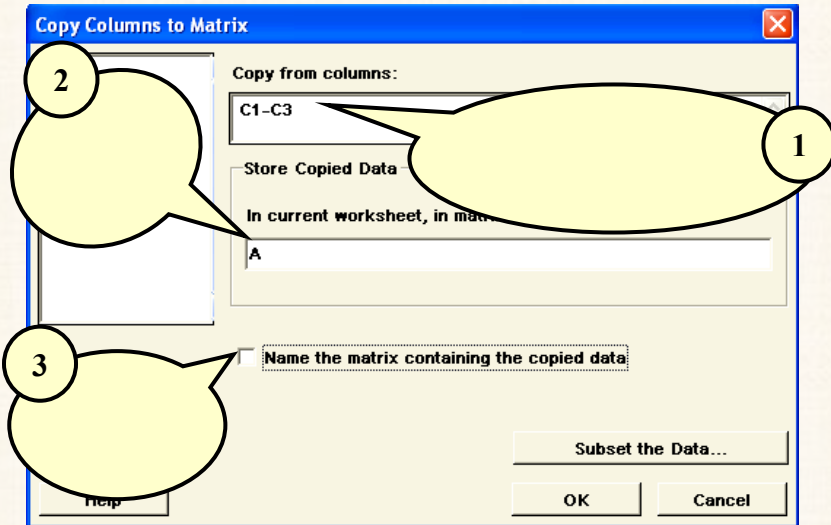 Copy Columns to Matrix
2
Copy from columns:
C1-C3
1
Store Copied Data
In current worksheet, in
A
3
Name the matrix containing the copied data
Subset the Data...
Help
OK
Cancel